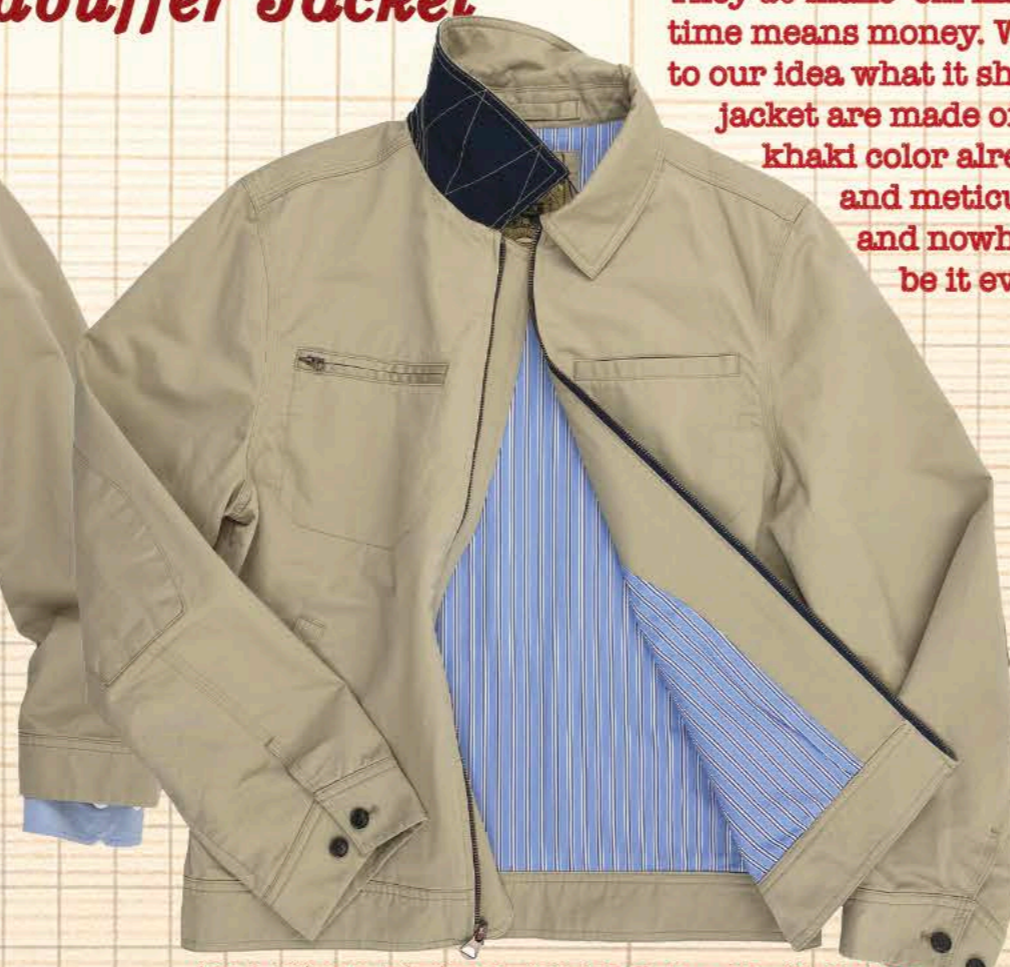 Jacket
time means money. W
to our idea what it sh
jacket are made o
khaki color alre
and meticu
and nowh
be it ev